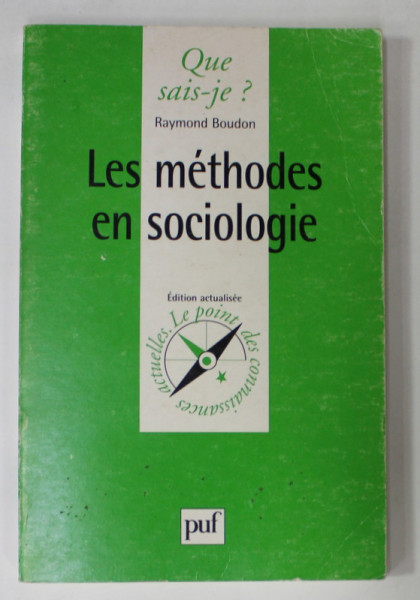 Que
sais-je ?
Raymond Boudon
Les méthodes
en sociologie
Édition actualisée
Le point des connaissances actuelles.
puf